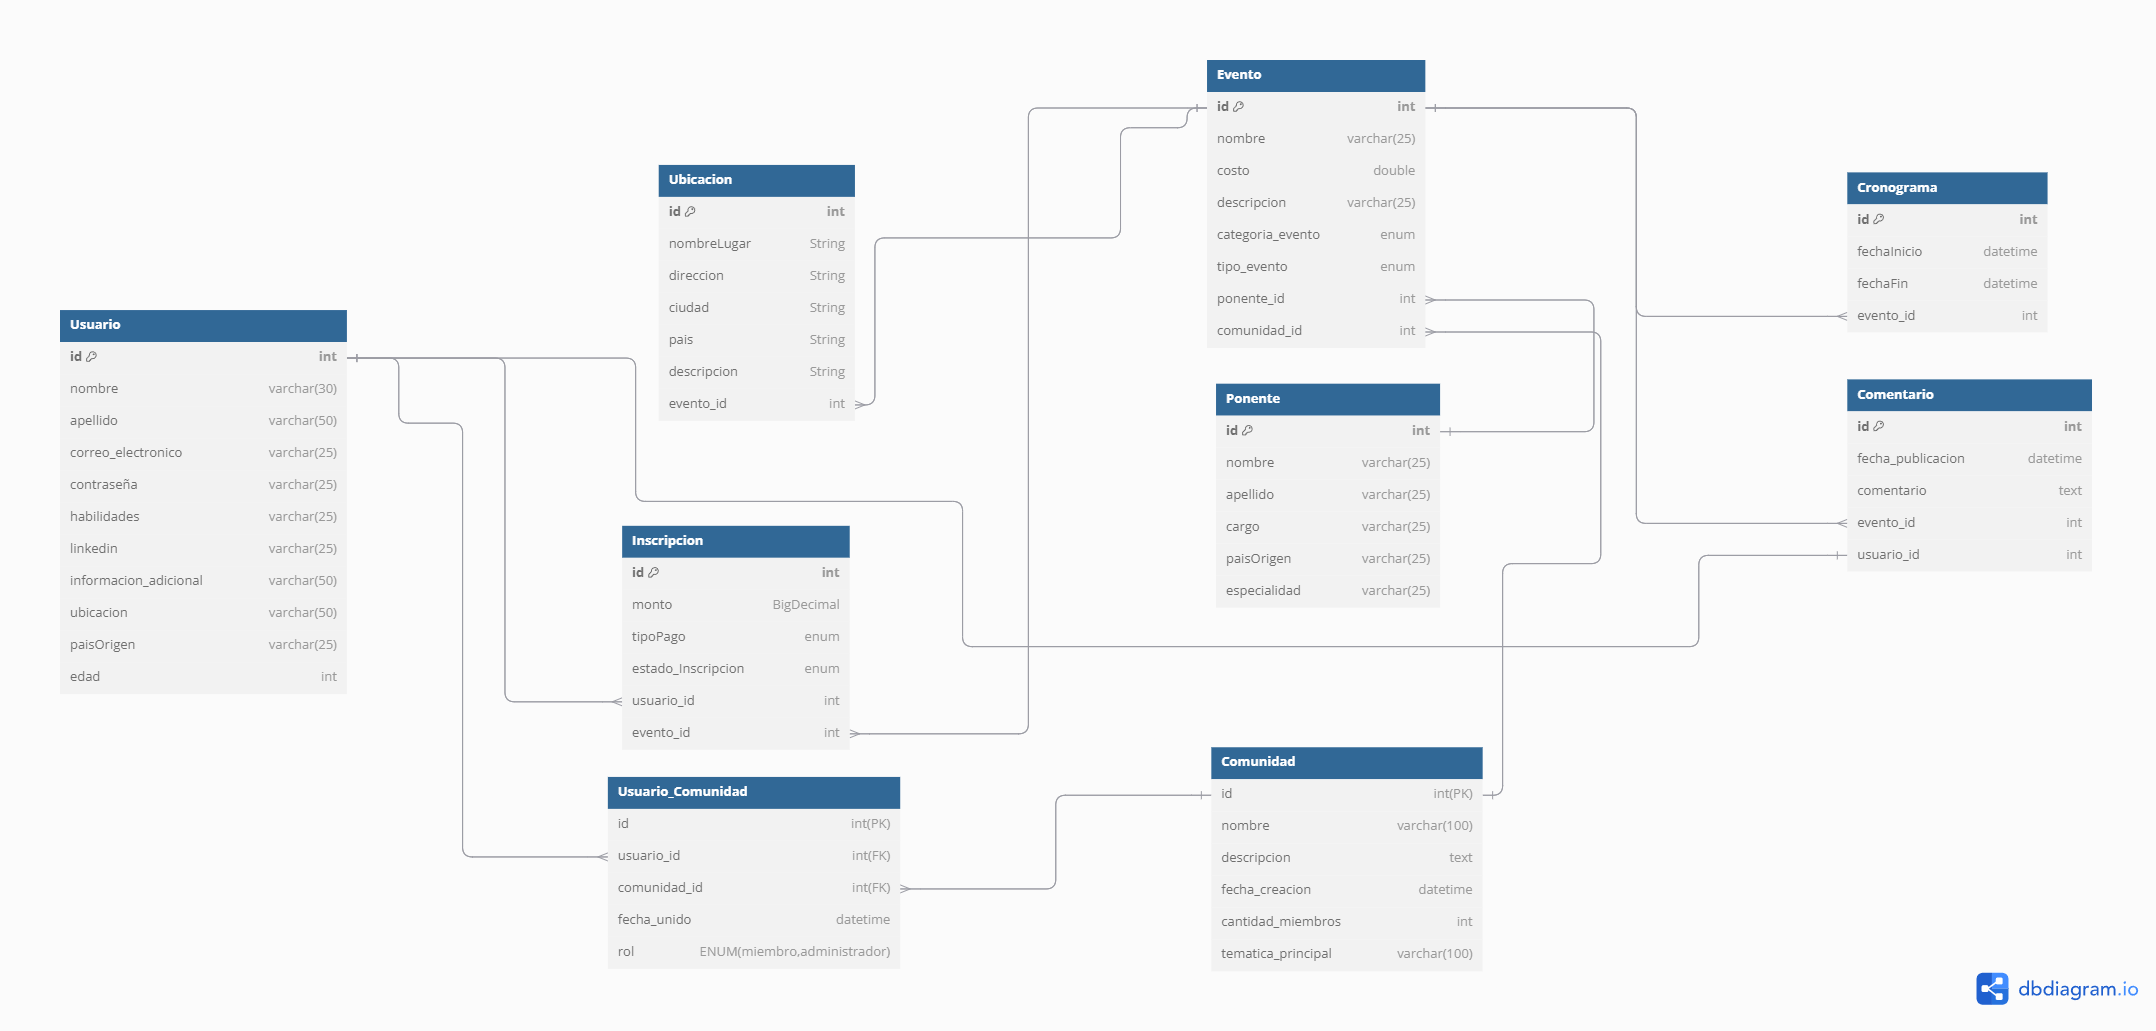 Usuario
id int
nombre varchar(30)
apellido varchar(50)
correo_electronico varchar(25)
contraseña varchar(25)
habilidades varchar(25)
linkedin varchar(25)
informacion_adicional varchar(50)
ubicacion varchar(50)
paisOrigen varchar(25)
edad int
Ubicacion
id int
nombreLugar String
direccion String
ciudad String
pais String
descripcion String
evento_id int
Inscripcion
id int
monto BigDecimal
tipoPago enum
estado_Inscripcion enum
usuario_id int
evento_id int
Usuario_Comunidad
id int(PK)
usuario_id int(FK)
comunidad_id int(FK)
fecha_unido datetime
rol ENUM(miembro,administrador)
Evento
id int
nombre varchar(25)
costo double
descripcion varchar(25)
categoria_evento enum
tipo_evento enum
ponente_id int
comunidad_id int
Ponente
id int
nombre varchar(25)
apellido varchar(25)
cargo varchar(25)
paisOrigen varchar(25)
especialidad varchar(25)
Comunidad
id int(PK)
nombre varchar(100)
descripcion text
fecha_creacion datetime
cantidad_miembros int
tematica_principal varchar(100)
Cronograma
id int
fechaInicio datetime
fechaFin datetime
evento_id int
Comentario
id int
fecha_publicacion datetime
comentario text
evento_id int
usuario_id int
dbdiagram.io